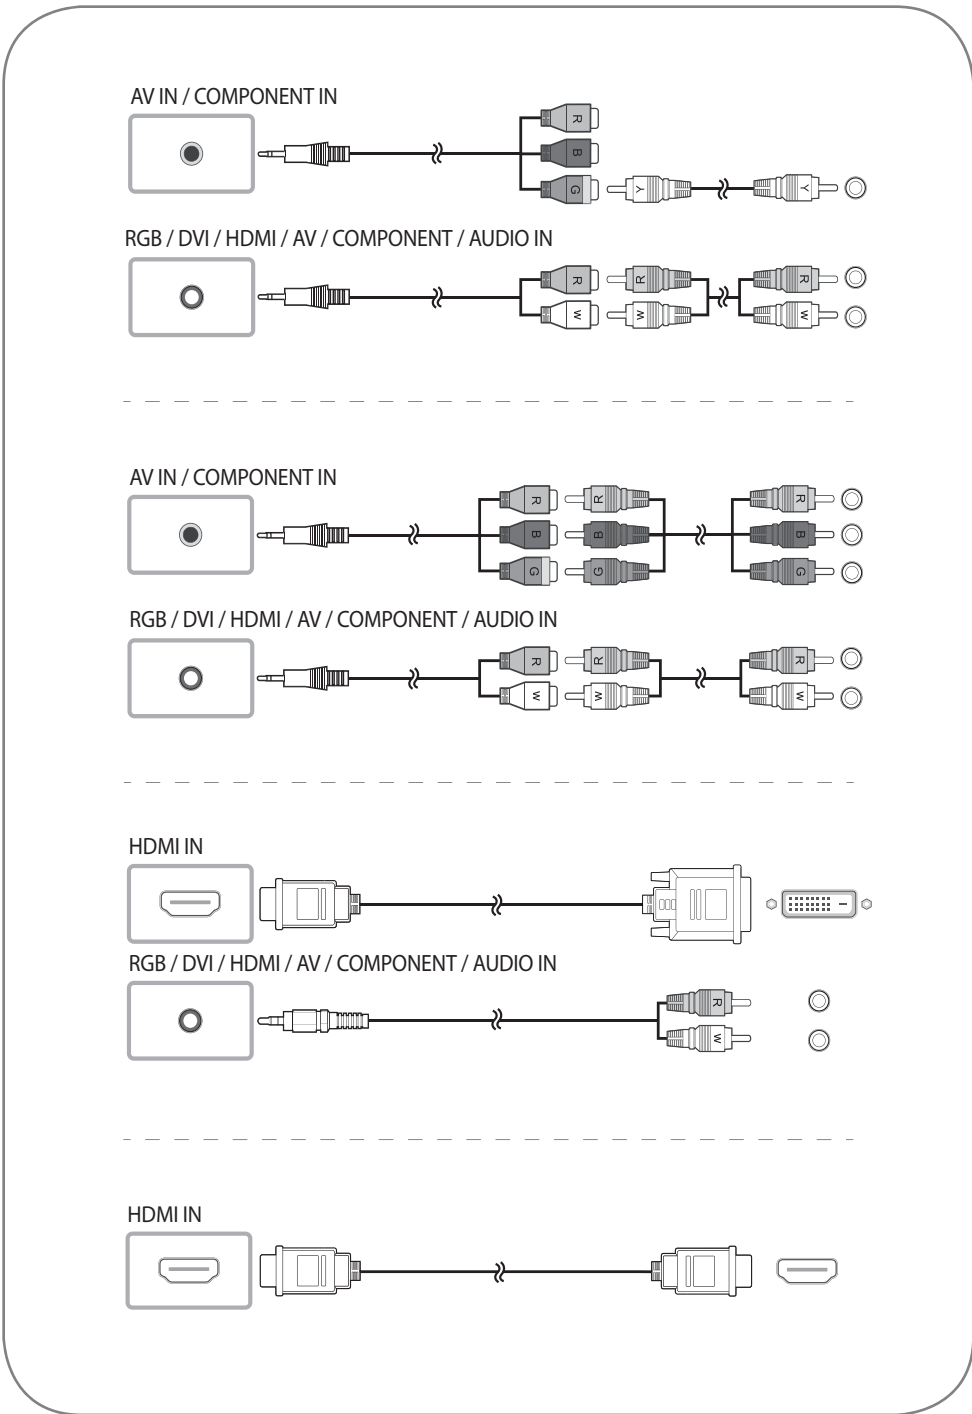 AV IN / COMPONENT IN
R
B
G Y Y
RGB / DVI / HDMI / AV / COMPONENT / AUDIO IN
R R R
W W W
AV IN / COMPONENT IN
R R R
B B B
G G G
RGB / DVI / HDMI / AV / COMPONENT / AUDIO IN
R R R
W W W
HDMI IN
RGB / DVI / HDMI / AV / COMPONENT / AUDIO IN
R
W
HDMI IN